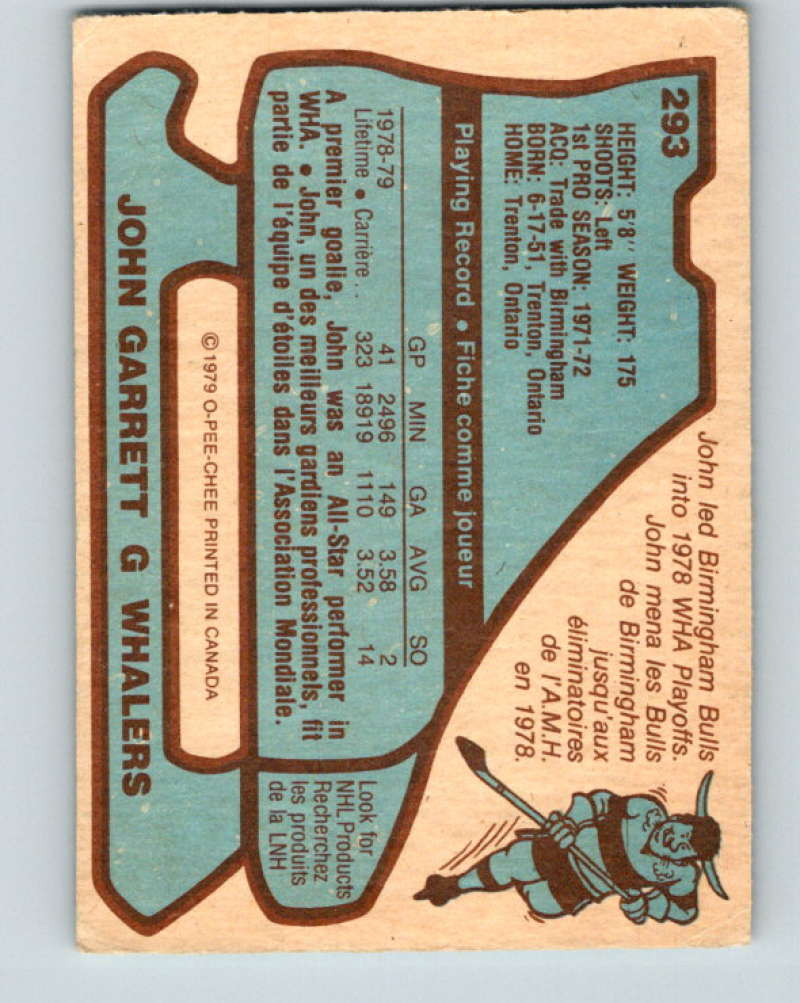 293
HEIGHT: 5'8" WEIGHT: 175
SHOOTS: Left
1st PRO SEASON: 1971-72
ACQ: Trade with Birmingham
BORN: 6-17-51, Trenton, Ontario
HOME: Trenton, Ontario
John led Birmingham Bulls
into 1978 WHA Playoffs.
John mena les Bulls
de Birmingham
jusqu'aux
éliminatoires
de l'A.M.H.
en 1978.
Playing Record • Fiche comme joueur
GP MIN GA AVG SO
1978-79 41 2496 149 3.58 2
Lifetime • Carrière.. 323 18919 1110 3.52 14
A premier goalie, John was an All-Star performer in
WHA. • John, un des meilleurs gardiens professionnels, fit
partie de l'équipe d'étoiles dans l'Association Mondiale.
Look for
NHL Products
Recherchez
les produits
de la LNH
©1979 O-PEE-CHEE PRINTED IN CANADA
JOHN GARRETT G WHALERS